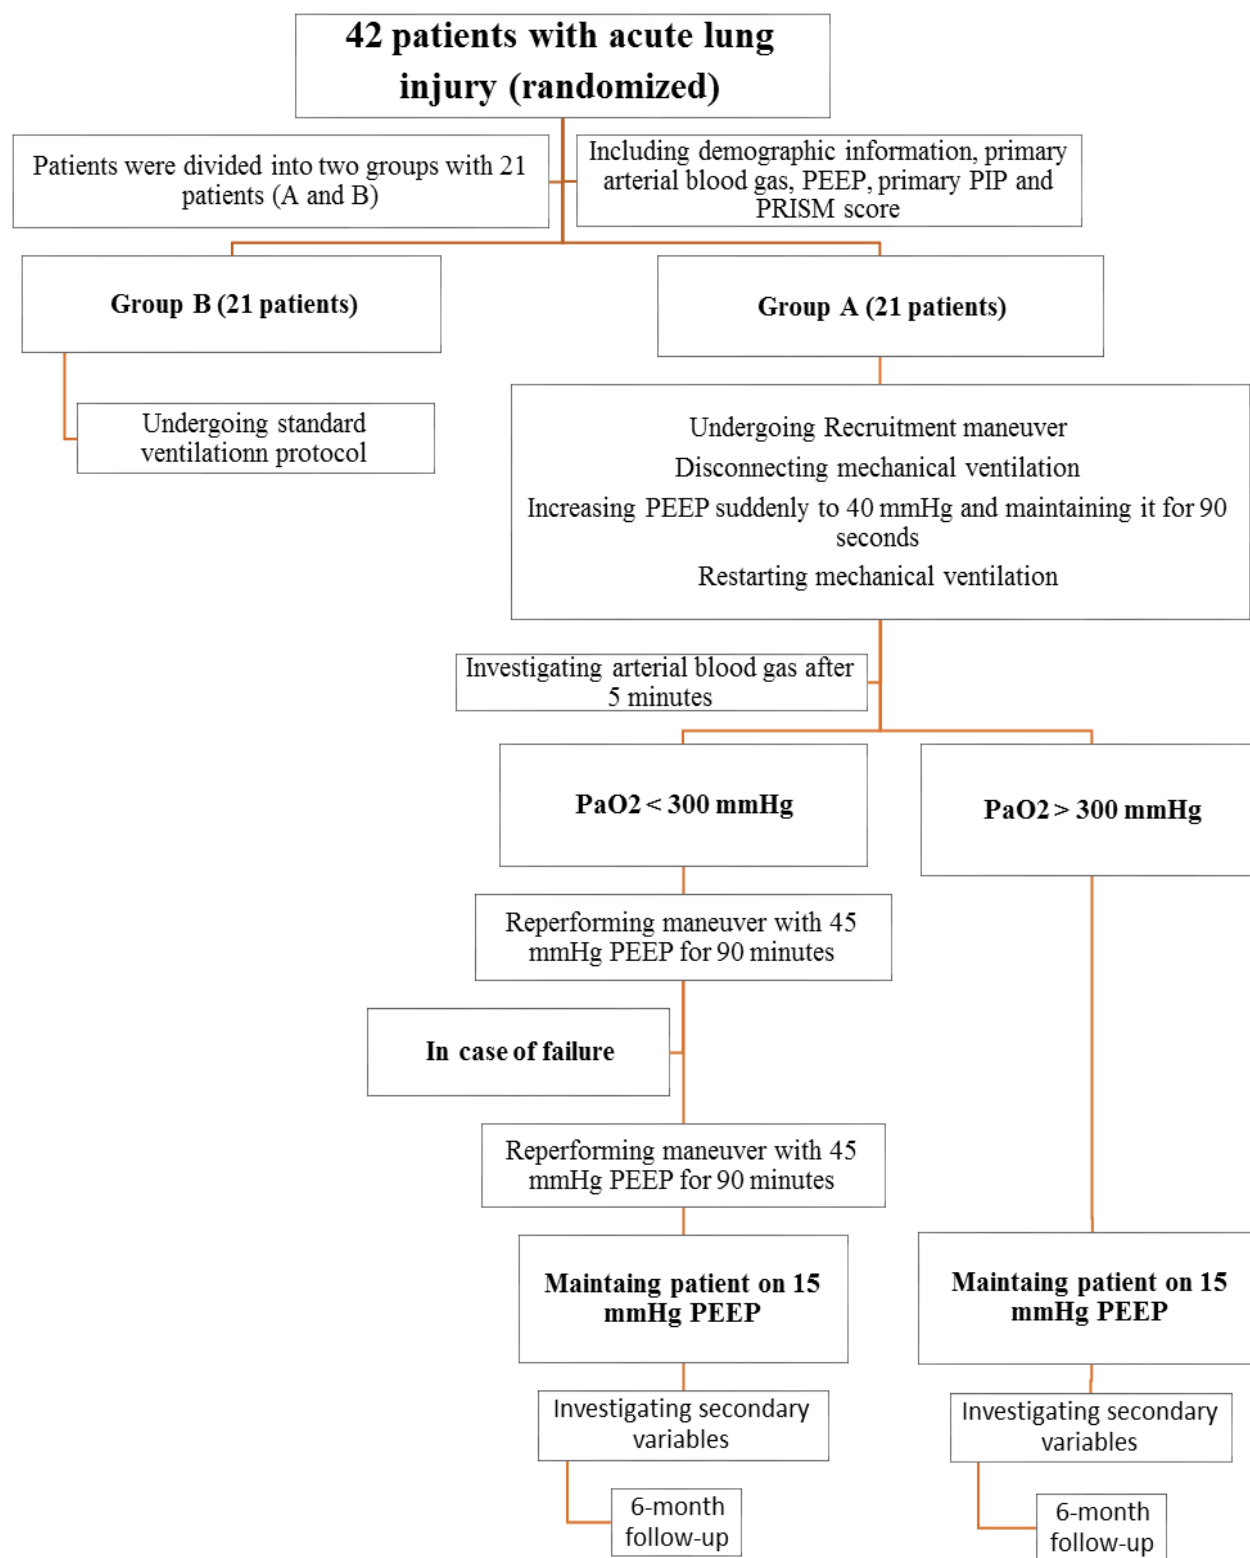 42 patients with acute lung
injury (randomized)
Patients were divided into two groups with 21
patients (A and B)
Including demographic information, primary
arterial blood gas, PEEP, primary PIP and
PRISM score
Group B (21 patients)
Group A (21 patients)
Undergoing standard
ventilationn protocol
Undergoing Recruitment maneuver
Disconnecting mechanical ventilation
Increasing PEEP suddenly to 40 mmHg and maintaining it for 90
seconds
Restarting mechanical ventilation
Investigating arterial blood gas after
5 minutes
PaO2 < 300 mmHg
PaO2 > 300 mmHg
Reperforming maneuver with 45
mmHg PEEP for 90 minutes
In case of failure
Reperforming maneuver with 45
mmHg PEEP for 90 minutes
Maintaing patient on 15
mmHg PEEP
Maintaing patient on 15
mmHg PEEP
Investigating secondary
variables
Investigating secondary
variables
6-month
follow-up
6-month
follow-up